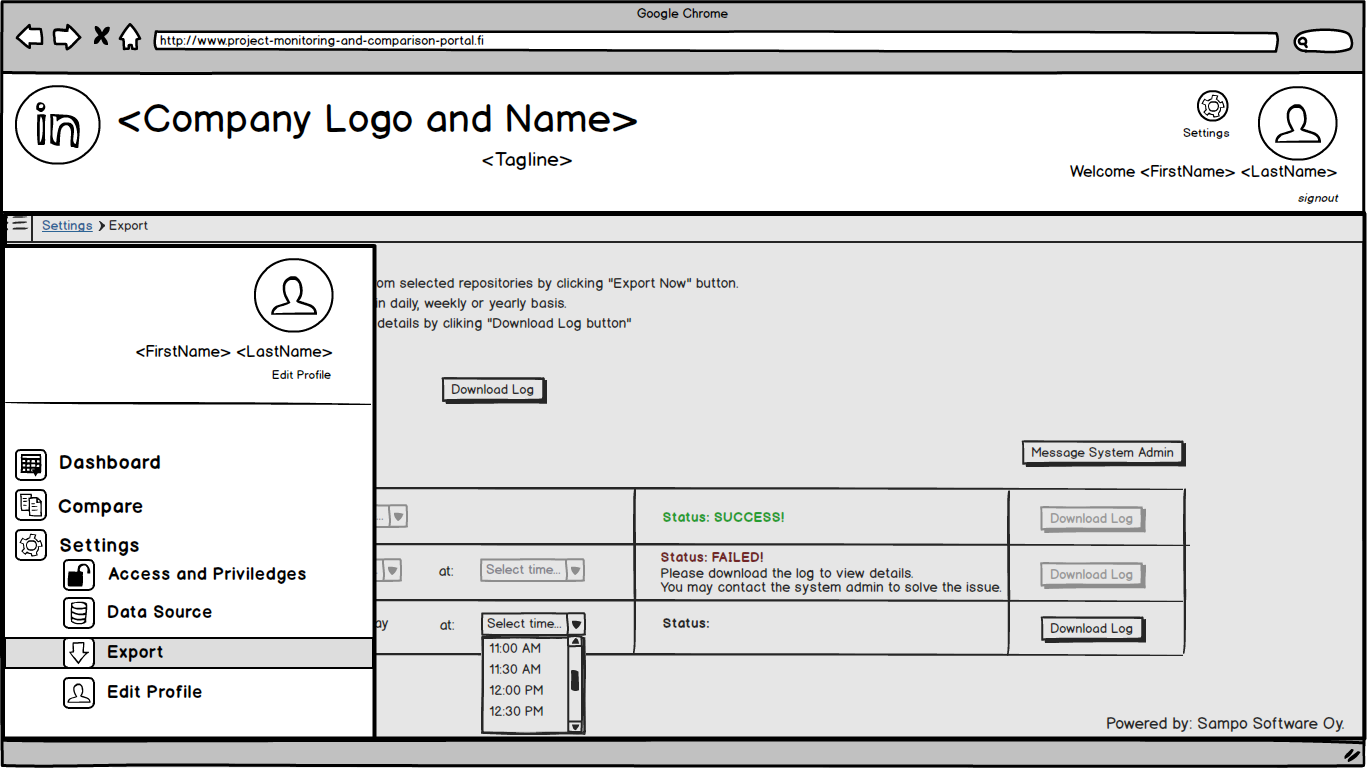 Google Chrome
http://www.project-monitoring-and-comparison-portal.fi
in
<Company Logo and Name>
<Tagline>
Settings
Welcome <FirstName> <LastName>
signout
Settings Export
om selected repositories by clicking "Export Now" button.
in daily, weekly or yearly basis.
details by cliking "Download Log button"
<FirstName> <LastName>
Edit Profile
Download Log
Message System Admin
Dashboard
Compare
Settings
Access and Priviledges
Data Source
Export
Edit Profile
... Status: SUCCESS! Download Log
at: Select time... Status: FAILED!
Please download the log to view details.
You may contact the system admin to solve the issue.
Download Log
ay at: Select time... Status: Download Log
11:00 AM
11:30 AM
12:00 PM
12:30 PM
Powered by: Sampo Software Oy.